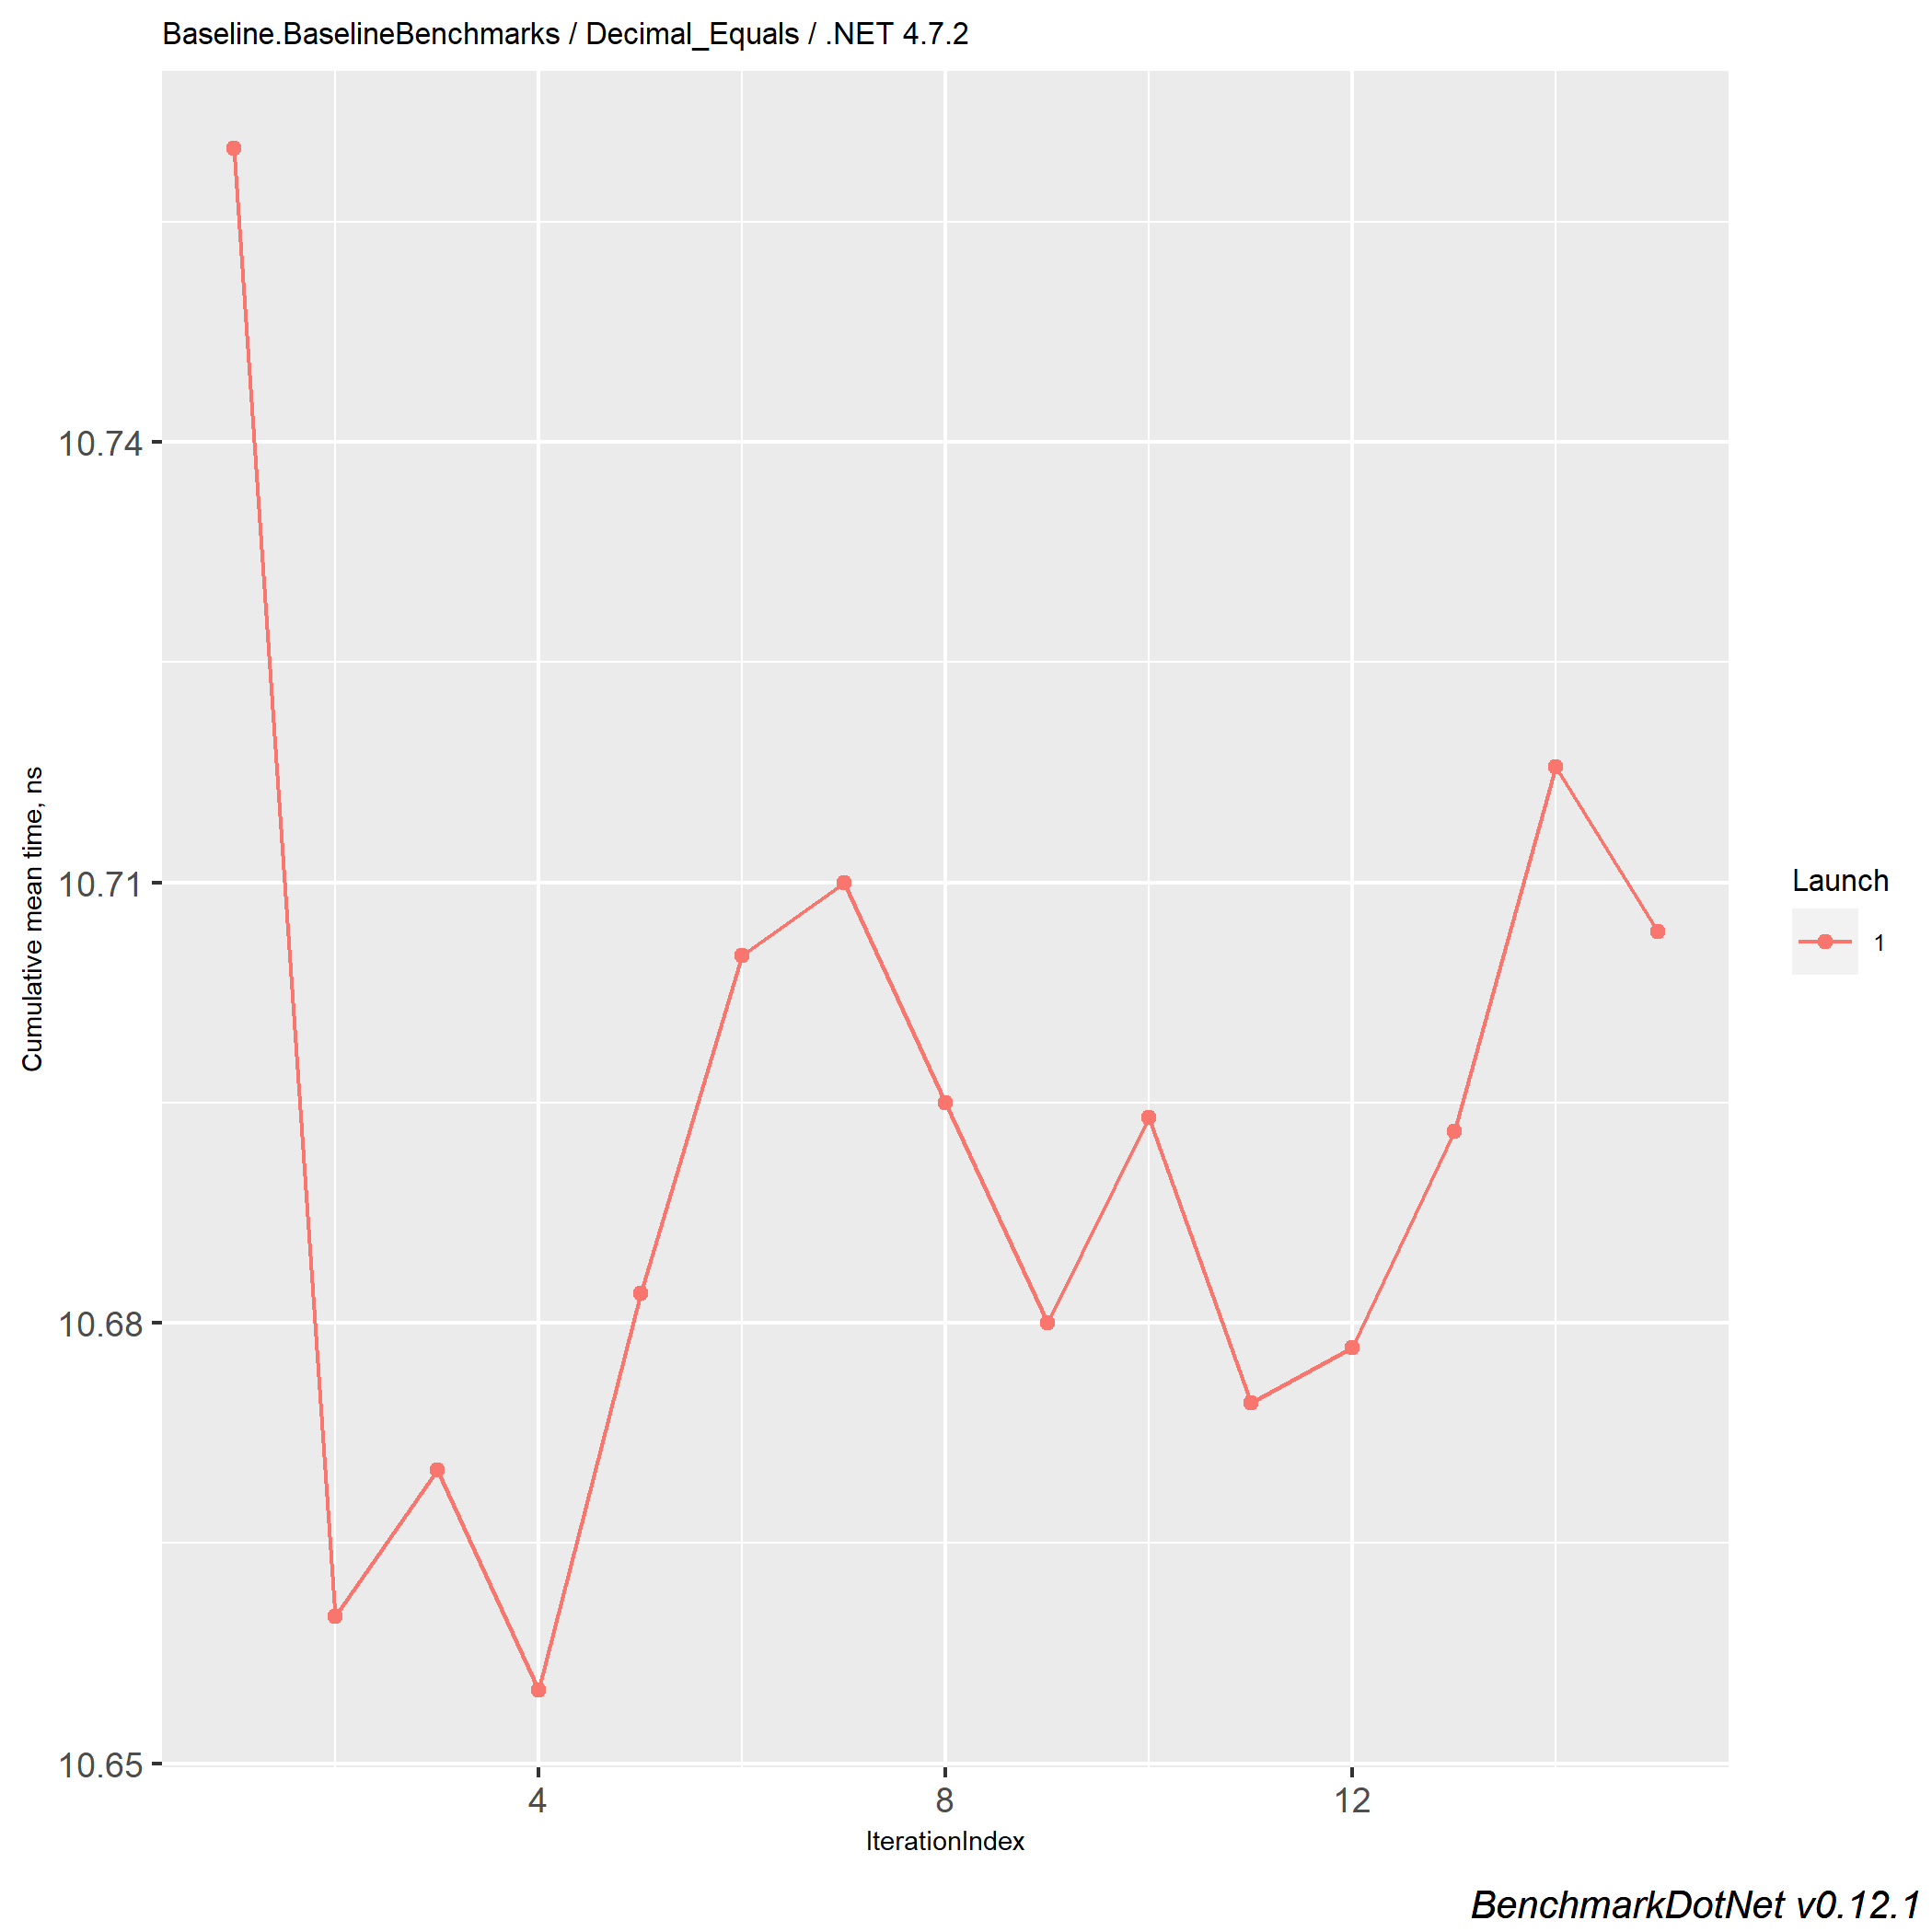 Baseline.BaselineBenchmarks / Decimal_Equals / .NET 4.7.2
Cumulative mean time, ns
10.74
10.71
10.68
10.65
4
8
12
IterationIndex
Launch
1
BenchmarkDotNet v0.12.1